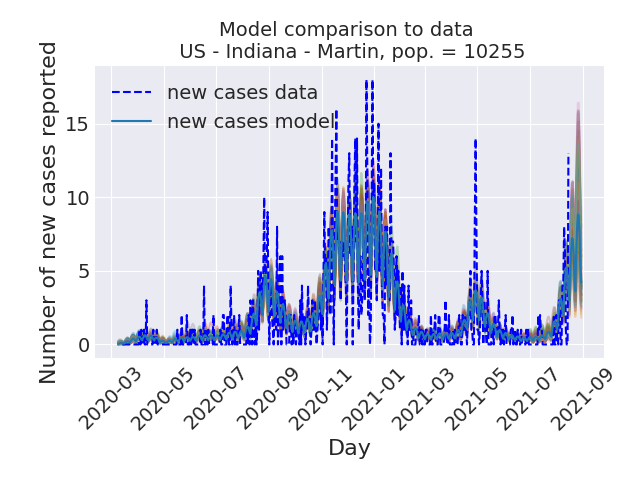 Model comparison to data
US - Indiana - Martin, pop. = 10255
new cases data
new cases model
Number of new cases reported
15
10
5
0
2020-03
2020-05
2020-07
2020-09
2020-11
2021-01
2021-03
2021-05
2021-07
2021-09
Day